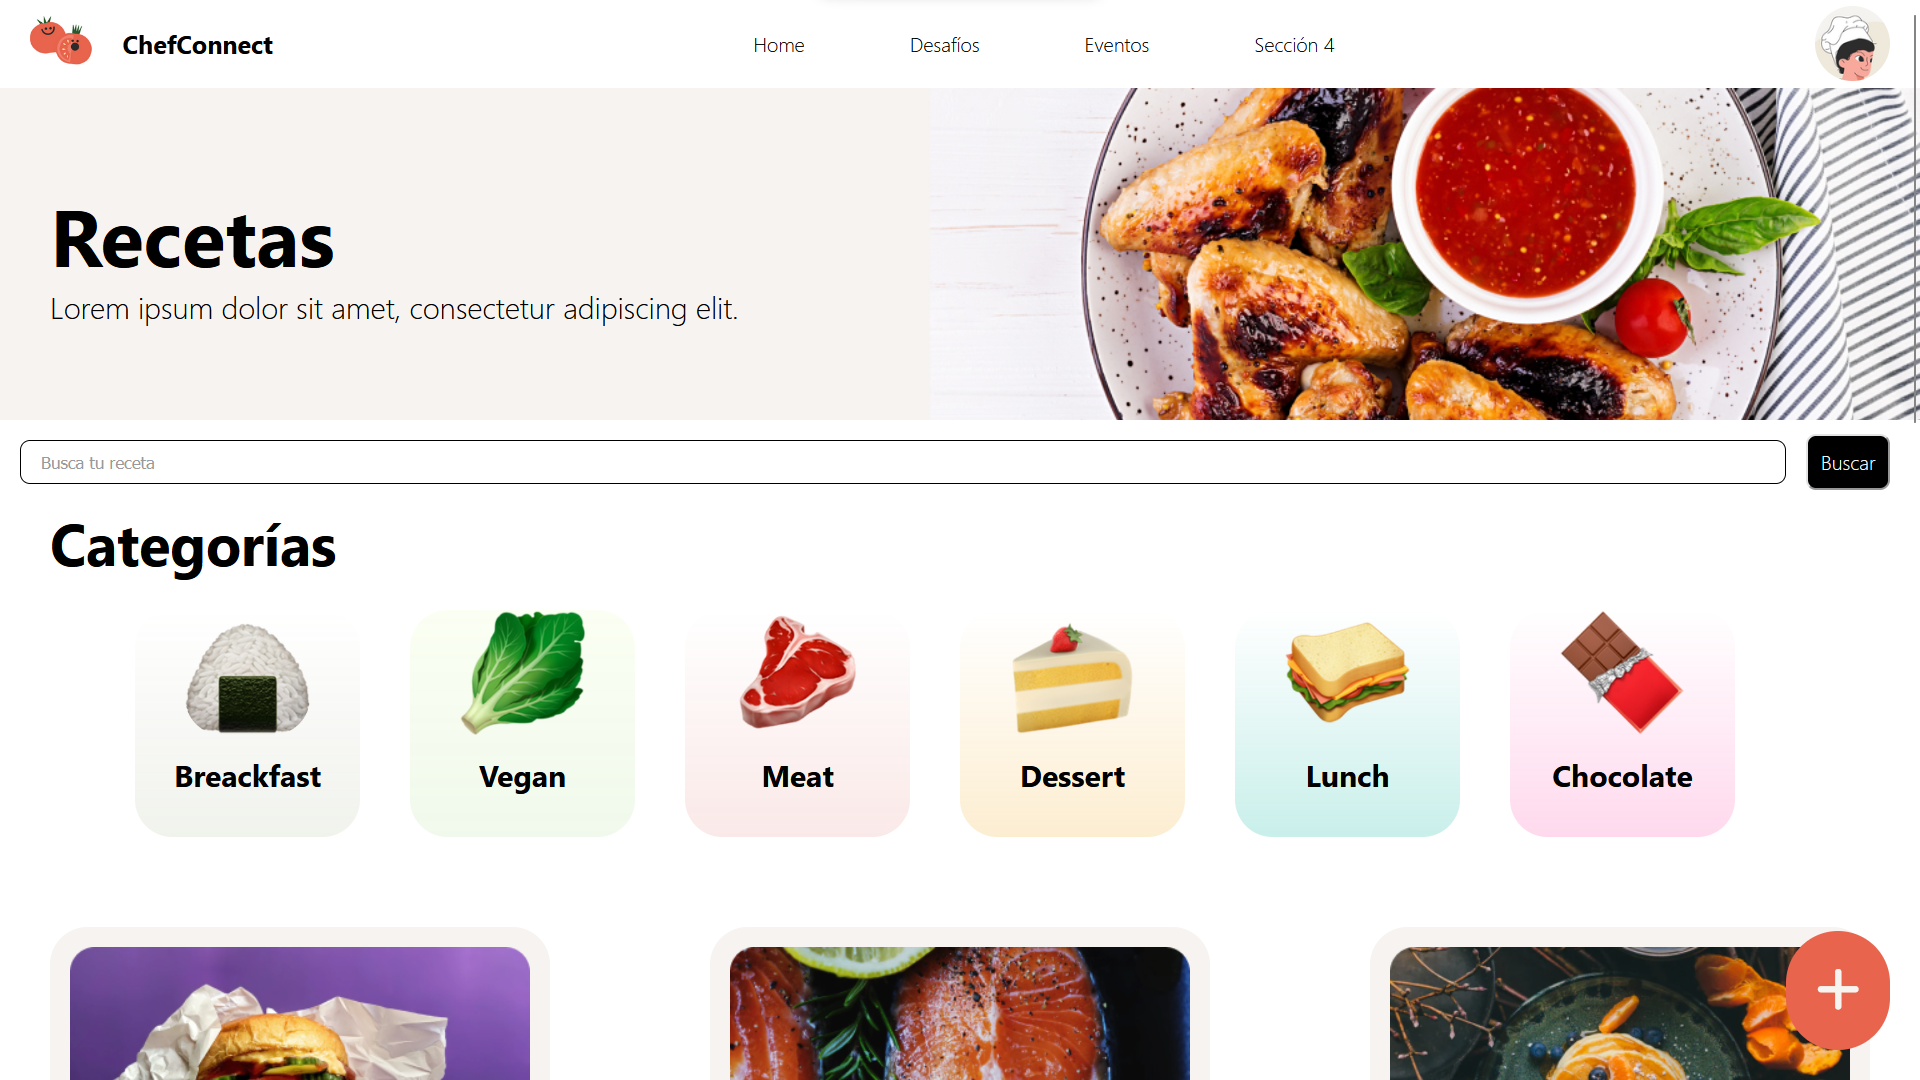 ChefConnect
Home
Desafíos
Eventos
Sección 4
Recetas
Lorem ipsum dolor sit amet, consectetur adipiscing elit.
Busca tu receta
Buscar
Categorías
Breackfast
Vegan
Meat
Dessert
Lunch
Chocolate